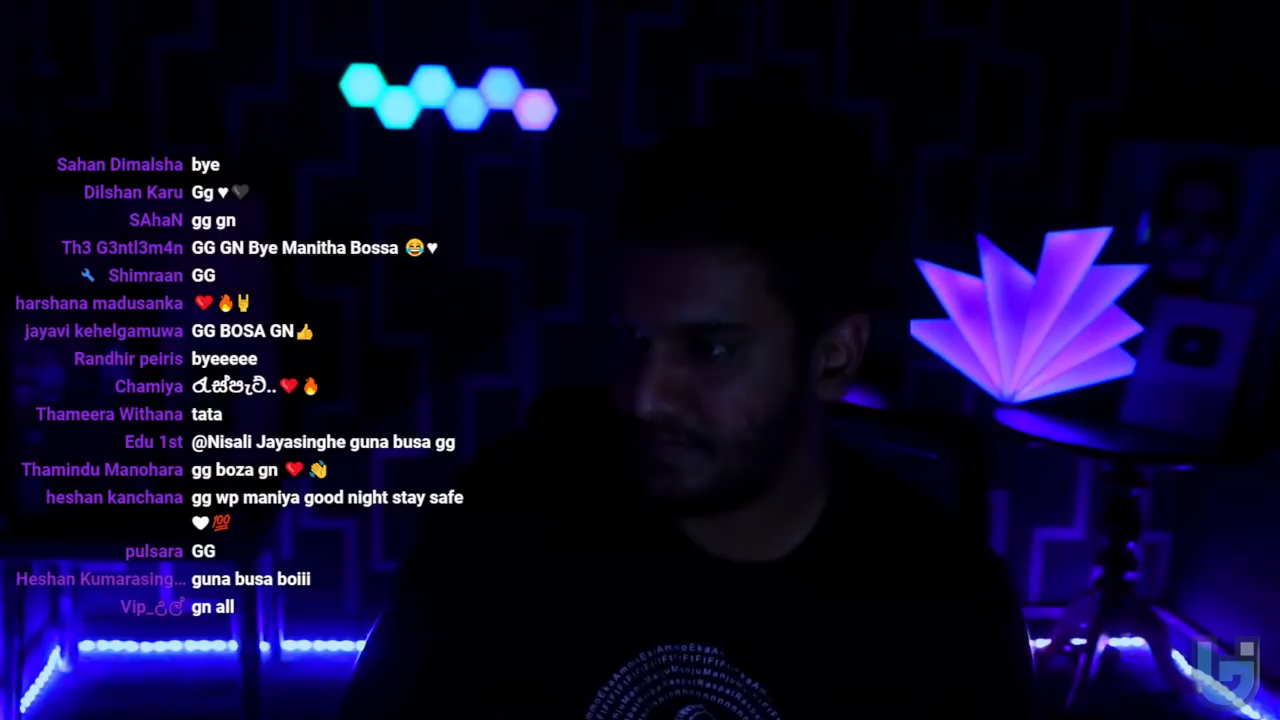 Sahan Dimalsha bye
Dilshan Karu Gg ♥🖤
SAhaN gg gn
Th3 G3ntl3m4n GG GN Bye Manitha Bossa 😂♥
Shimraan GG
harshana madusanka ❤️🔥🤘
jayavi kehelgamuwa GG BOSA GN👍
Randhir peiris byeeeee
Chamiya රැස්පැට්..❤️🔥
Thameera Withana tata
Edu 1st @Nisali Jayasinghe guna busa gg
Thamindu Manohara gg boza gn ❤️👋
heshan kanchana gg wp maniya good night stay safe
🤍💯
pulsara GG
Heshan Kumarasing... guna busa boiii
Vip_උල් gn all